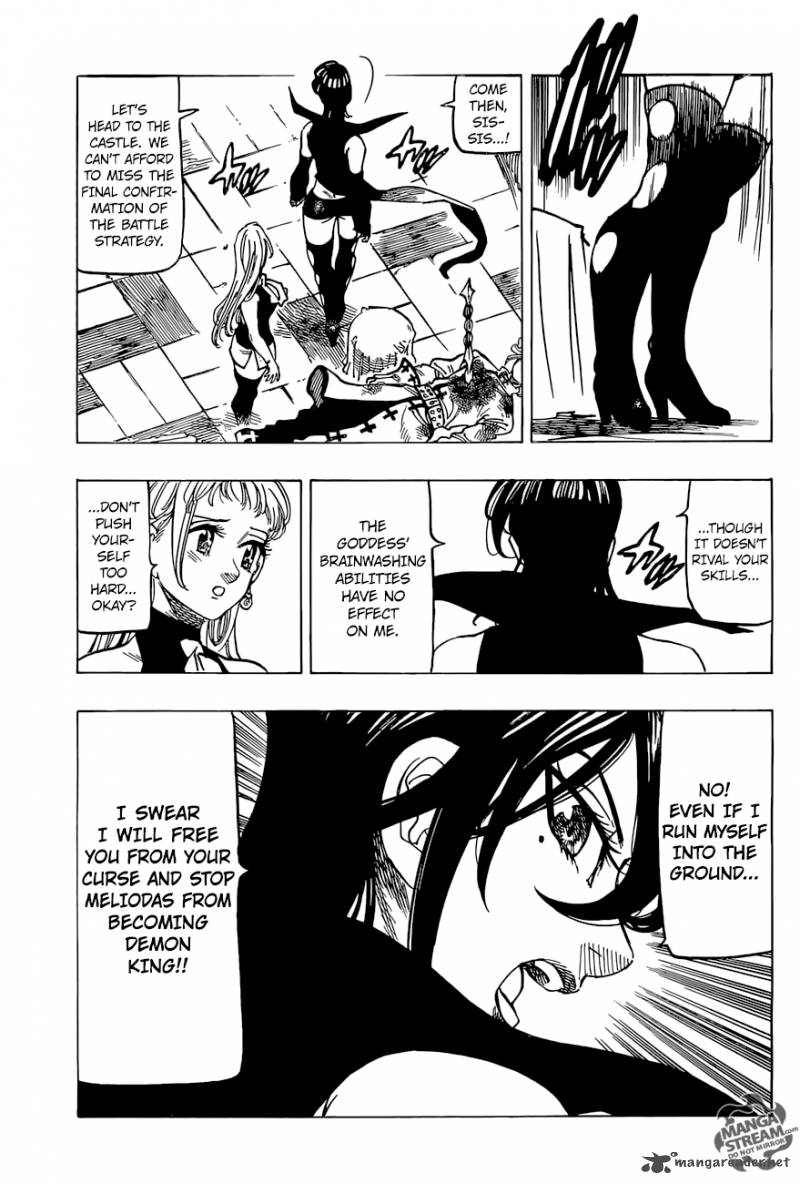 COME
THEN,
SIS-
SIS...!
LET'S
HEAD TO THE
CASTLE. WE
CAN'T AFFORD
TO MISS THE
FINAL CONFIR-
MATION OF
THE BATTLE
STRATEGY.
...THOUGH
IT DOESN'T
RIVAL YOUR
SKILLS...
THE
GODDESS'
BRAINWASHING
ABILITIES
HAVE NO
EFFECT
ON ME.
...DON'T
PUSH
YOUR-
SELF
TOO
HARD...
OKAY?
NO!
EVEN IF I
RUN MYSELF
INTO THE
GROUND...
I SWEAR
I WILL FREE
YOU FROM YOUR
CURSE AND STOP
MELIODAS FROM
BECOMING
DEMON
KING!!
MANGA
STREAM.com
DO NOT MIRROR
mangareader.net